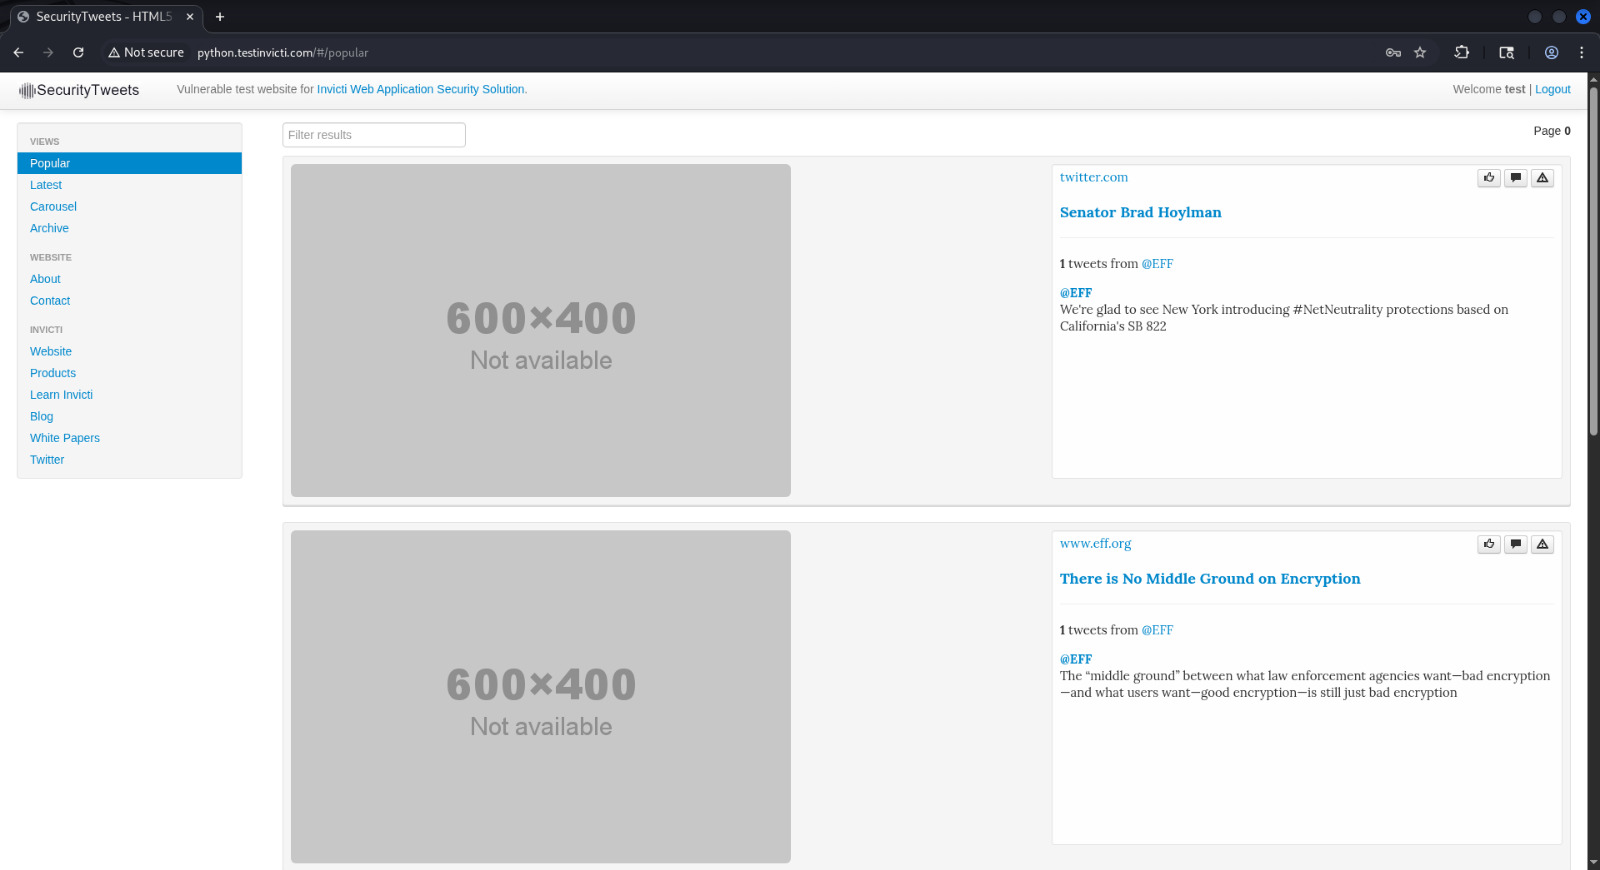 SecurityTweets - HTML5
Not secure
python.testinvicti.com/#/popular
SecurityTweets
Vulnerable test website for Invicti Web Application Security Solution.
Welcome test | Logout
VIEWS
Popular
Latest
Carousel
Archive
WEBSITE
About
Contact
INVICTI
Website
Products
Learn Invicti
Blog
White Papers
Twitter
Filter results
Page 0
600×400
Not available
twitter.com
Senator Brad Hoylman
1 tweets from @EFF
@EFF
We're glad to see New York introducing #NetNeutrality protections based on
California's SB 822
600×400
Not available
www.eff.org
There is No Middle Ground on Encryption
1 tweets from @EFF
@EFF
The “middle ground” between what law enforcement agencies want—bad encryption
—and what users want—good encryption—is still just bad encryption